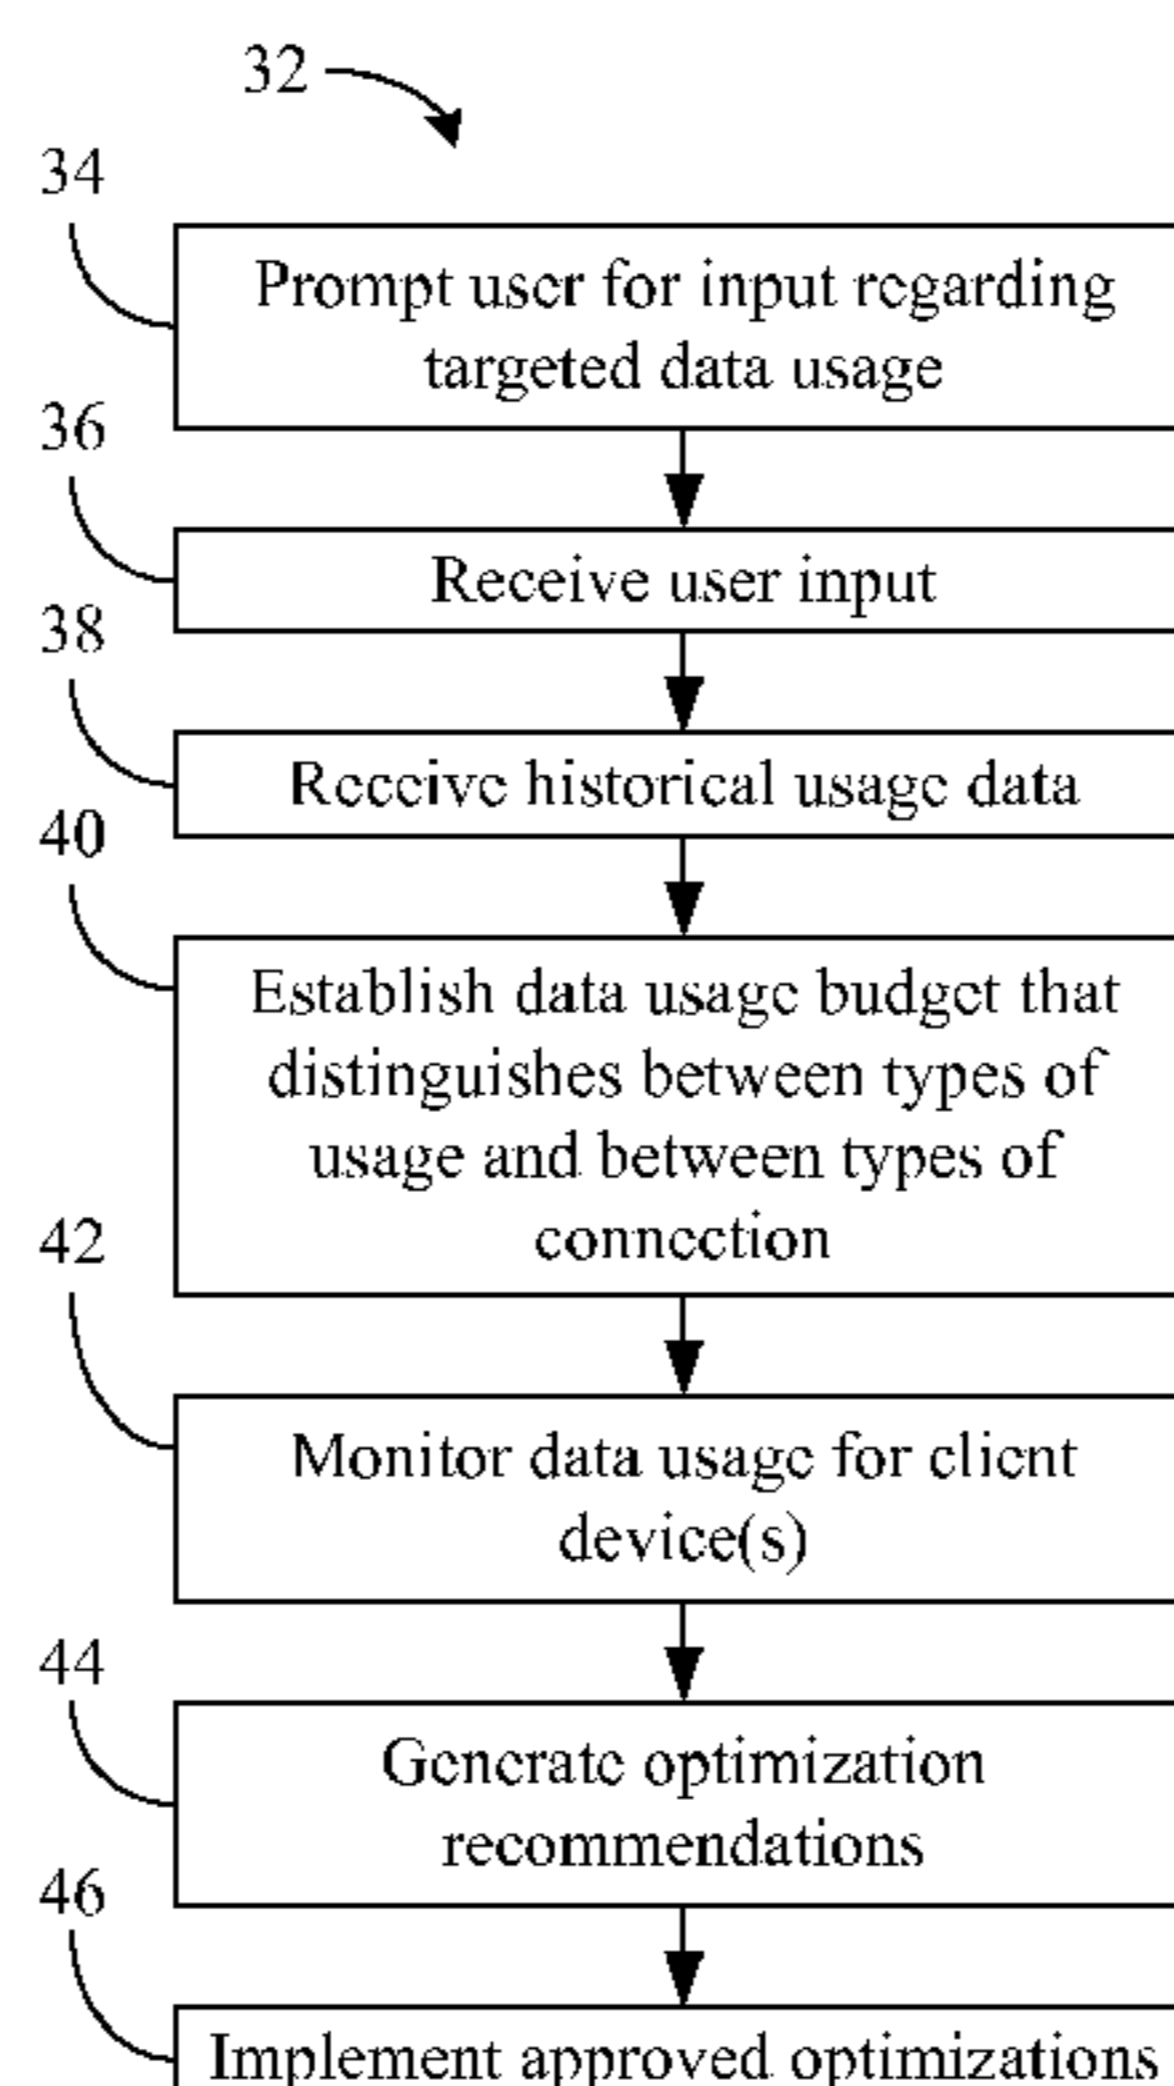 32
34
Prompt user for input regarding
targeted data usage
36
Receive user input
38
Receive historical usage data
40
Establish data usage budget that
distinguishes between types of
usage and between types of
connection
42
Monitor data usage for client
device(s)
44
Generate optimization
recommendations
46
Implement approved optimizations